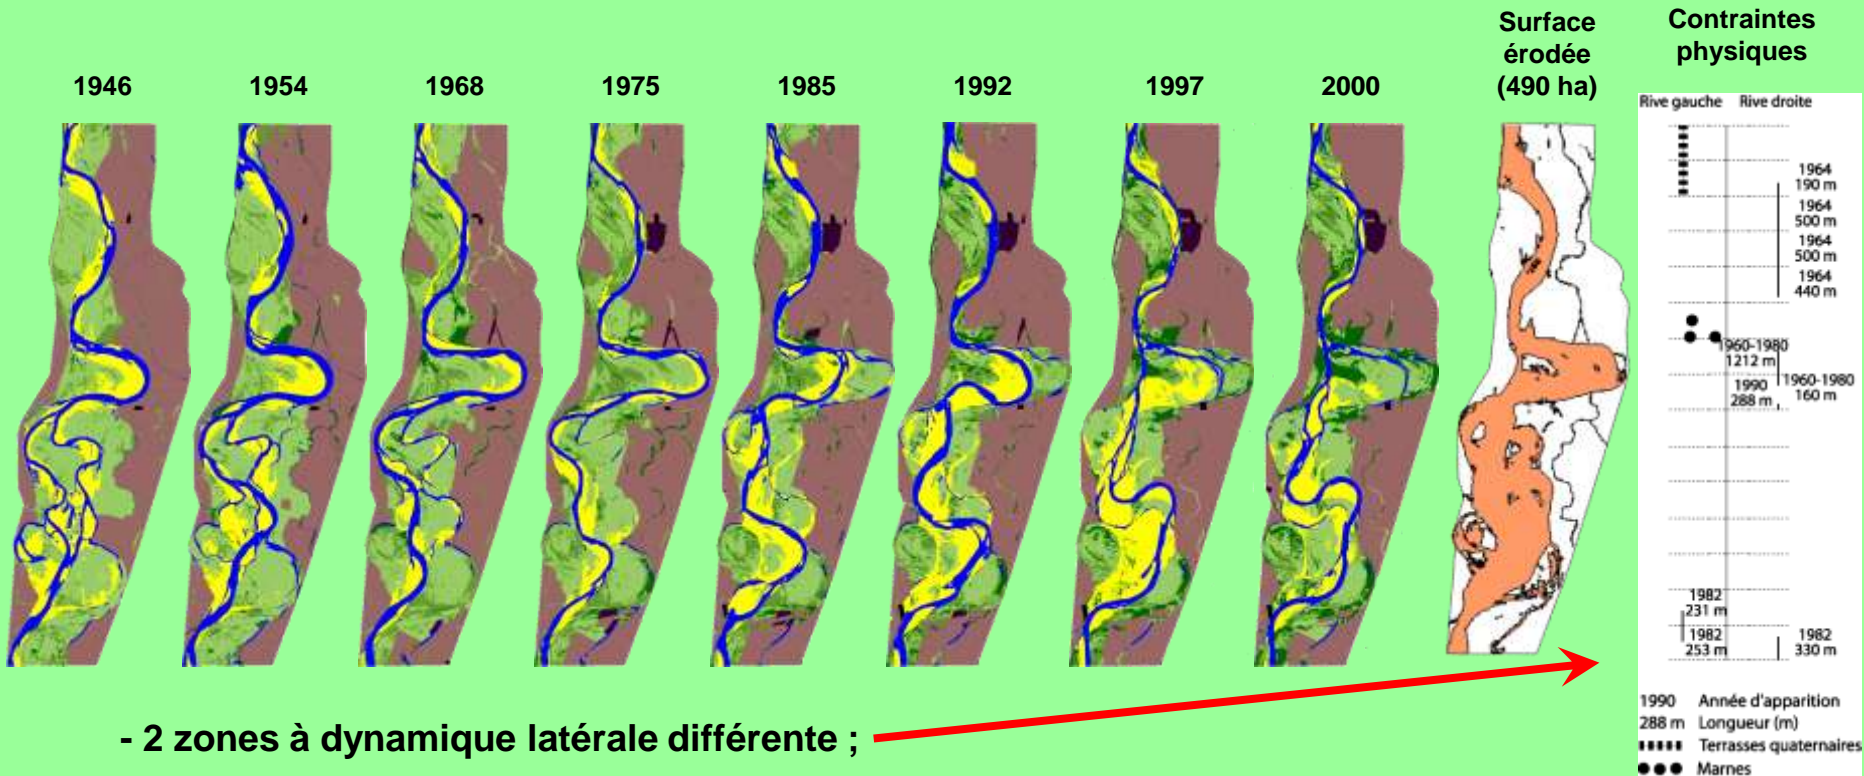 1946
1954
1968
1975
1985
1992
1997
2000
Surface
érodée
(490 ha)
Contraintes
physiques
Rive gauche
Rive droite
1964
190 m
1964
500 m
1964
500 m
1964
440 m
1960-1980
1212 m
1960-1980
160 m
1990
288 m
1982
231 m
1982
253 m
1982
330 m
1990 Année d'apparition
288 m Longueur (m)
Terrasses quaternaires
Marnes
- 2 zones à dynamique latérale différente ;